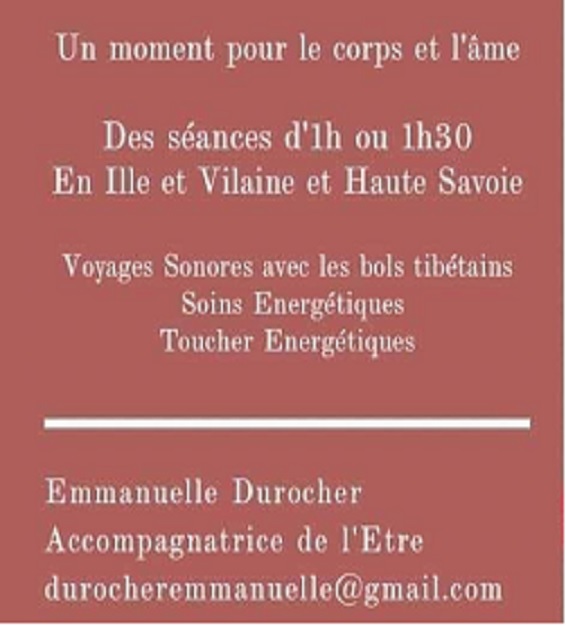 Un moment pour le corps et l'âme
Des séances d'1h ou 1h30
En Ille et Vilaine et Haute Savoie
Voyages Sonores avec les bols tibétains
Soins Energétiques
Toucher Energétiques
Emmanuelle Durocher
Accompagnatrice de l'Etre
durocheremmanuelle@gmail.com